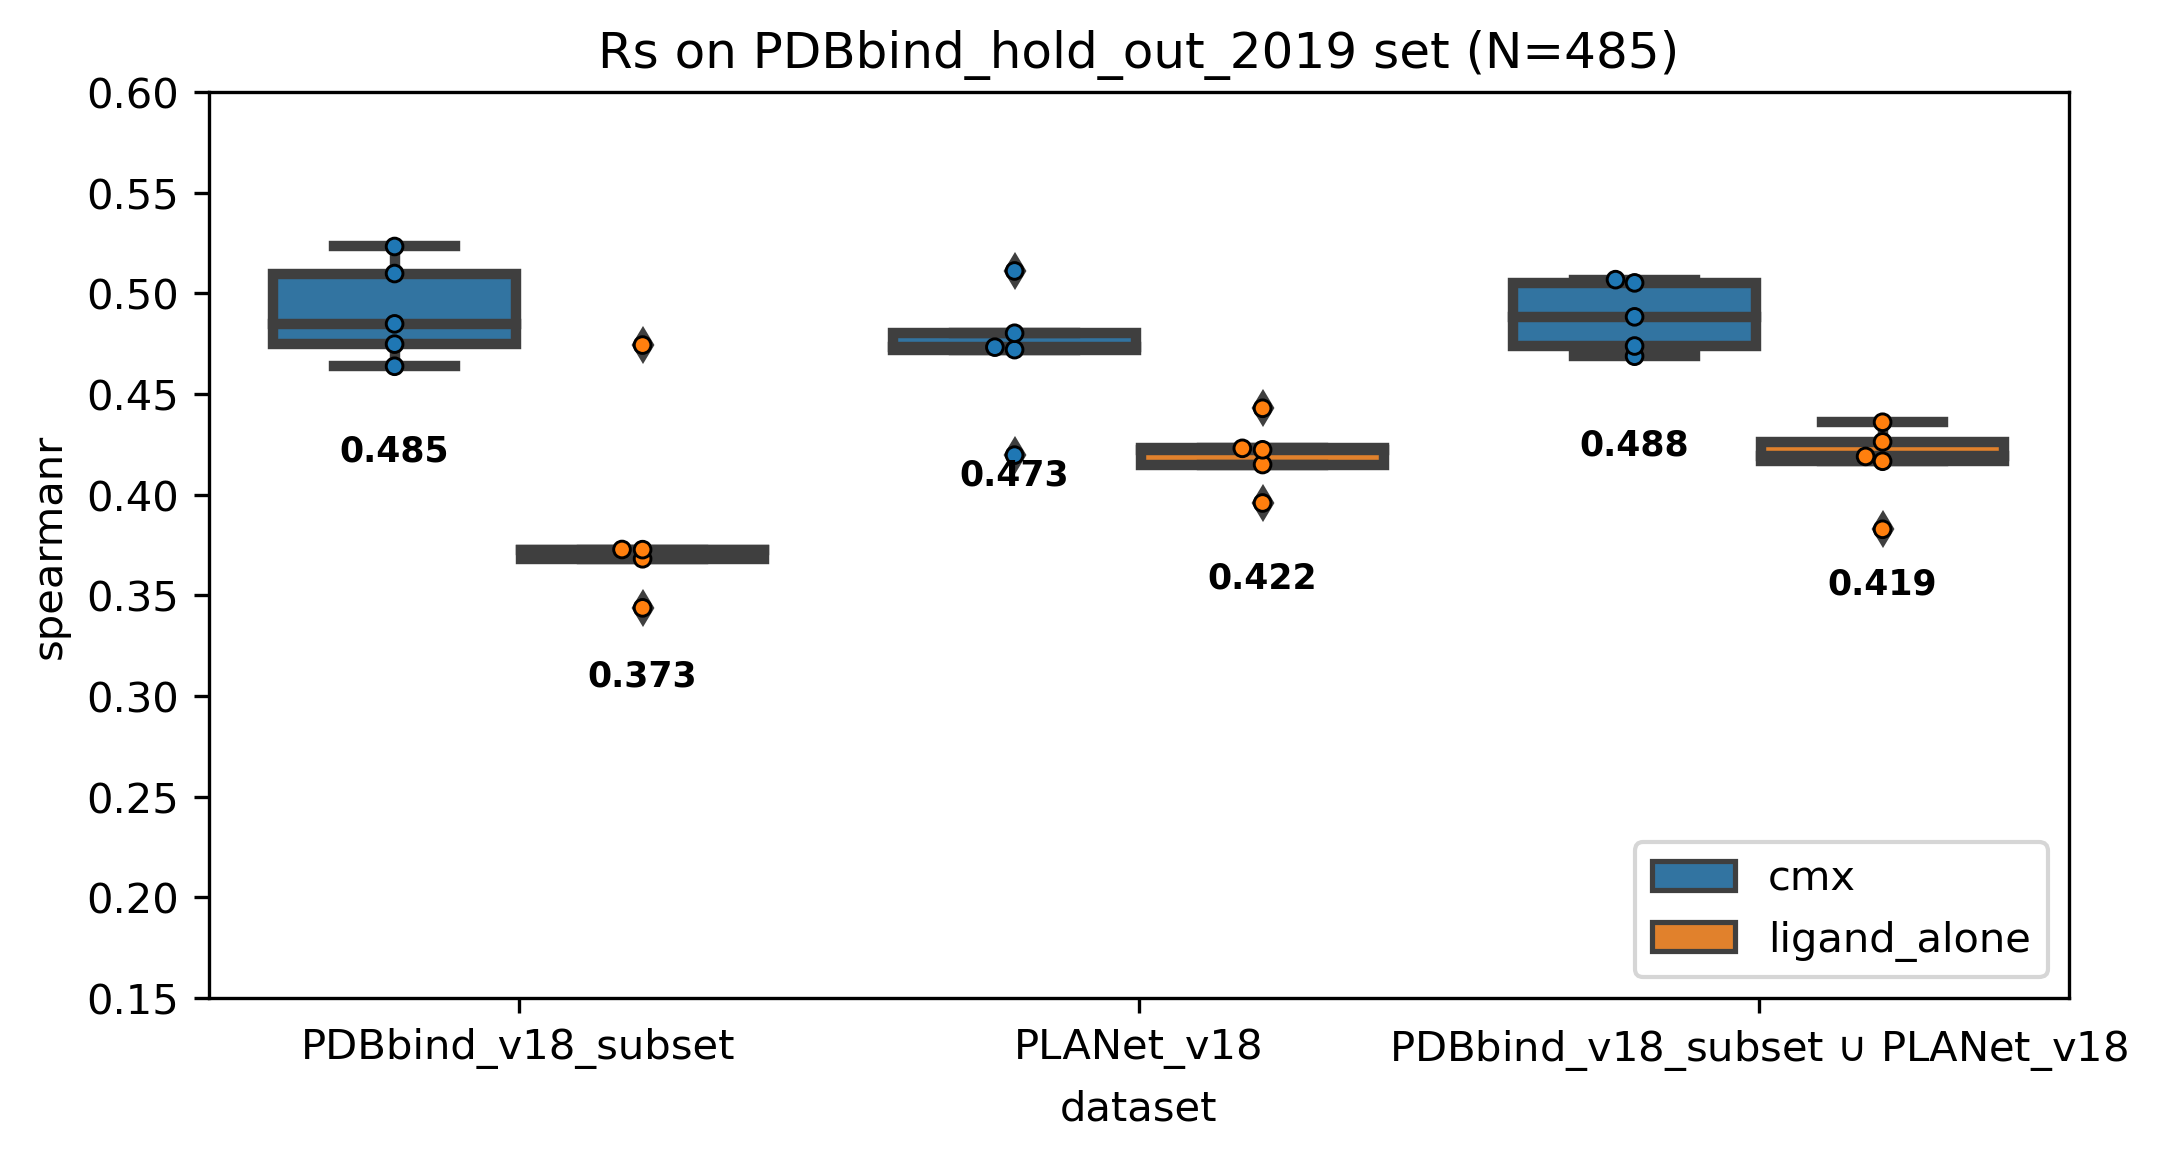 Rs on PDBbind_hold_out_2019 set (N=485)
0.60
0.55
0.50
0.45
0.40
0.35
0.30
0.25
0.20
0.15
spearmanr
0.485
0.373
0.473
0.422
0.488
0.419
cmx
ligand_alone
PDBbind_v18_subset
PLANet_v18
PDBbind_v18_subset ∪ PLANet_v18
dataset